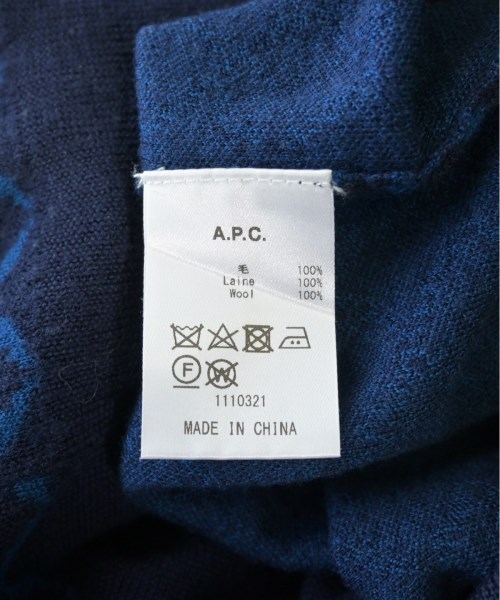 A.P.C.
毛 100%
Laine 100%
Wool 100%
F W
1110321
MADE IN CHINA